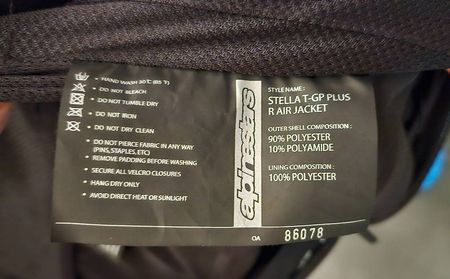 HAND WASH 30°C (85°F)
DO NOT BLEACH
DO NOT TUMBLE DRY
DO NOT IRON
DO NOT DRY CLEAN
DO NOT PIERCE FABRIC IN ANY WAY
(PINS, STAPLES, ETC)
REMOVE PADDING BEFORE WASHING
SECURE ALL VELCRO CLOSURES
HANG DRY ONLY
AVOID DIRECT HEAT OR SUNLIGHT
alpinestars
STYLE NAME :
STELLA T-GP PLUS
R AIR JACKET
OUTER SHELL COMPOSITION :
90% POLYESTER
10% POLYAMIDE
LINING COMPOSITION :
100% POLYESTER
OA 86078